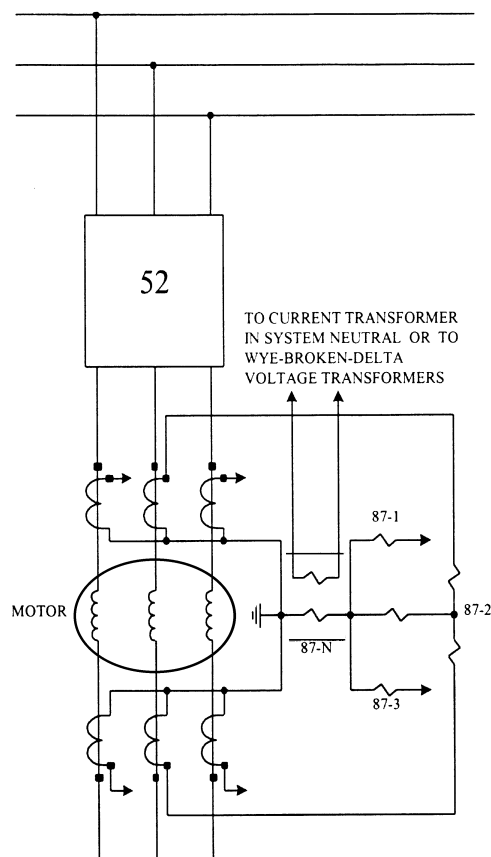 52
TO CURRENT TRANSFORMER
IN SYSTEM NEUTRAL OR TO
WYE-BROKEN-DELTA
VOLTAGE TRANSFORMERS
87-1
MOTOR
87-2
87-N
87-3